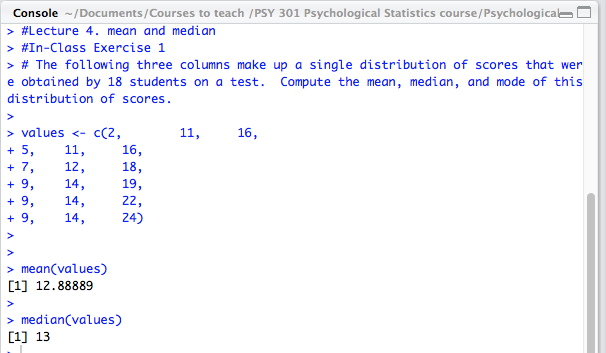 Console ~/Documents/Courses to teach /PSY 301 Psychological Statistics course/Psychological
> #Lecture 4. mean and median
> #In-Class Exercise 1
> # The following three columns make up a single distribution of scores that wer
e obtained by 18 students on a test.  Compute the mean, median, and mode of this
distribution of scores.
>
> values <- c(2,        11,     16,
+ 5,    11,     16,
+ 7,    12,     18,
+ 9,    14,     19,
+ 9,    14,     22,
+ 9,    14,     24)
>
>
> mean(values)
[1] 12.88889
>
> median(values)
[1] 13
>